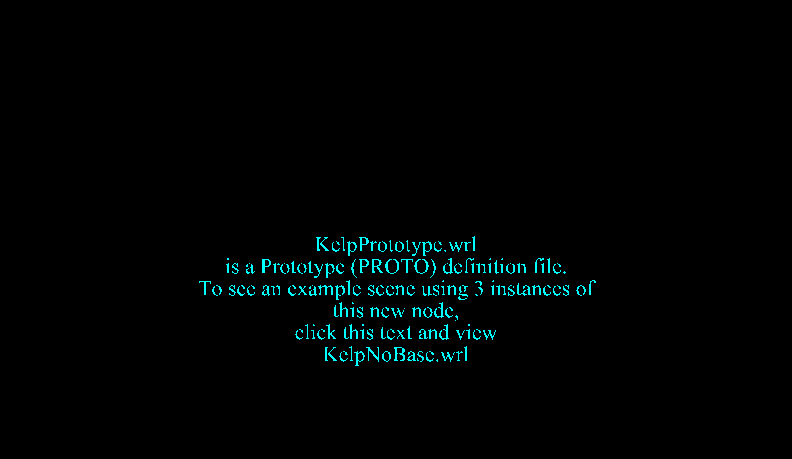 KelpPrototype.wrl
is a Prototype (PROTO) definition file.
To see an example scene using 3 instances of
this new node,
click this text and view
KelpNoBase.wrl